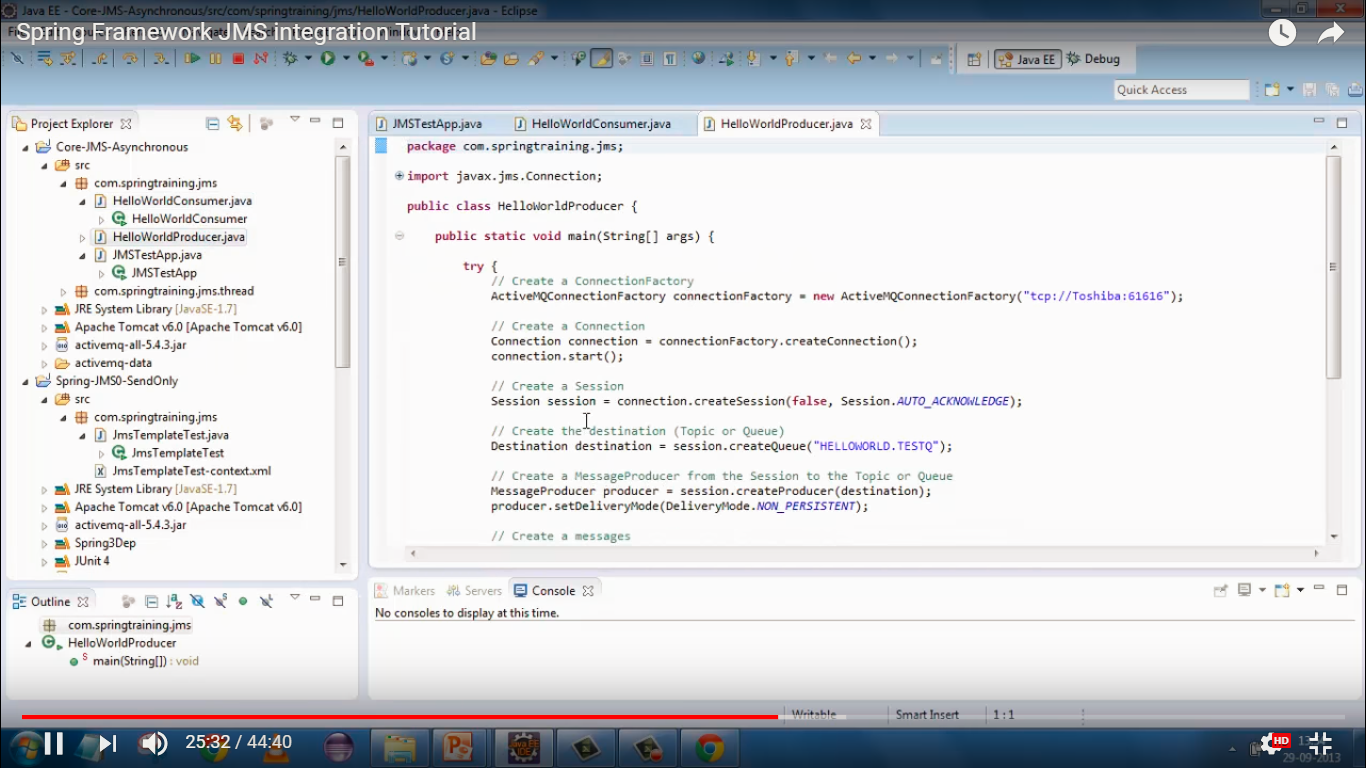 Java EE - Core-JMS-Asynchronous/src/com/springtraining/jms/HelloWorldProducer.java - Eclipse
Spring Framework JMS integration Tutorial
Java EE
Debug
Quick Access
Project Explorer
Core-JMS-Asynchronous
src
com.springtraining.jms
HelloWorldConsumer.java
HelloWorldConsumer
HelloWorldProducer.java
JMSTestApp.java
JMSTestApp
com.springtraining.jms.thread
JRE System Library [JavaSE-1.7]
Apache Tomcat v6.0 [Apache Tomcat v6.0]
activemq-all-5.4.3.jar
activemq-data
Spring-JMS0-SendOnly
src
com.springtraining.jms
JmsTemplateTest.java
JmsTemplateTest
JmsTemplateTest-context.xml
JRE System Library [JavaSE-1.7]
Apache Tomcat v6.0 [Apache Tomcat v6.0]
activemq-all-5.4.3.jar
Spring3Dep
JUnit 4
JMSTestApp.java
HelloWorldConsumer.java
HelloWorldProducer.java
package com.springtraining.jms;
import javax.jms.Connection;
public class HelloWorldProducer {
public static void main(String[] args) {
try {
// Create a ConnectionFactory
ActiveMQConnectionFactory connectionFactory = new ActiveMQConnectionFactory("tcp://Toshiba:61616");
// Create a Connection
Connection connection = connectionFactory.createConnection();
connection.start();
// Create a Session
Session session = connection.createSession(false, Session.AUTO_ACKNOWLEDGE);
// Create the destination (Topic or Queue)
Destination destination = session.createQueue("HELLOWORLD.TESTQ");
// Create a MessageProducer from the Session to the Topic or Queue
MessageProducer producer = session.createProducer(destination);
producer.setDeliveryMode(DeliveryMode.NON_PERSISTENT);
// Create a messages
Outline
com.springtraining.jms
HelloWorldProducer
main(String[]) : void
Markers
Servers
Console
No consoles to display at this time.
Writable
Smart Insert
1 : 1
25:32 / 44:40
HD
29-09-2013